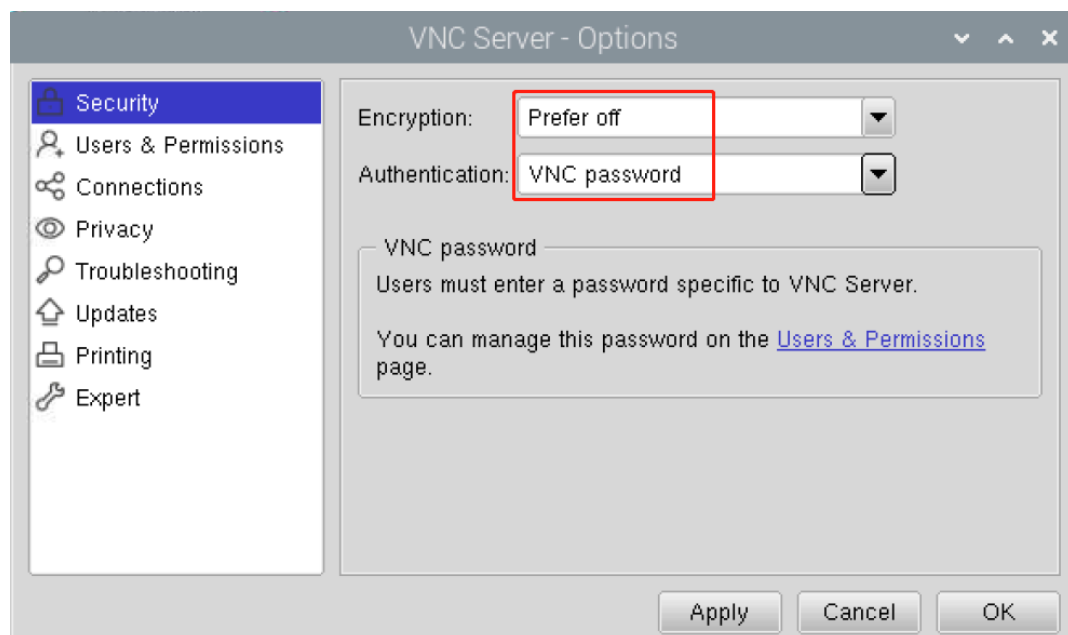 VNC Server - Options
Security
Users & Permissions
Connections
Privacy
Troubleshooting
Updates
Printing
Expert
Encryption: Prefer off
Authentication: VNC password
VNC password
Users must enter a password specific to VNC Server.
You can manage this password on the Users & Permissions
page.
Apply Cancel OK